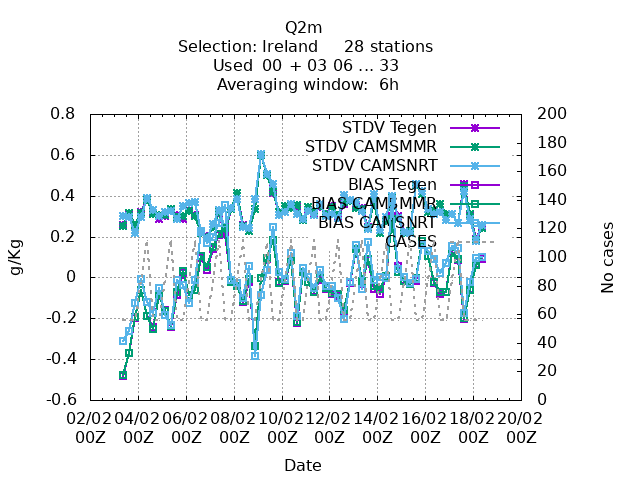 Q2m
Selection: Ireland 28 stations
Used 00 + 03 06 ... 33
Averaging window: 6h
0.8
0.6
0.4
0.2
0
-0.2
-0.4
-0.6
g/Kg
STDV Tegen
STDV CAMSMMR
STDV CAMSNRT
BIAS Tegen
BIAS CAMSMMR
BIAS CAMSNRT
CASES
200
180
160
140
120
100
80
60
40
20
0
No cases
02/02 04/02 06/02 08/02 10/02 12/02 14/02 16/02 18/02 20/02
00Z 00Z 00Z 00Z 00Z 00Z 00Z 00Z 00Z 00Z
Date